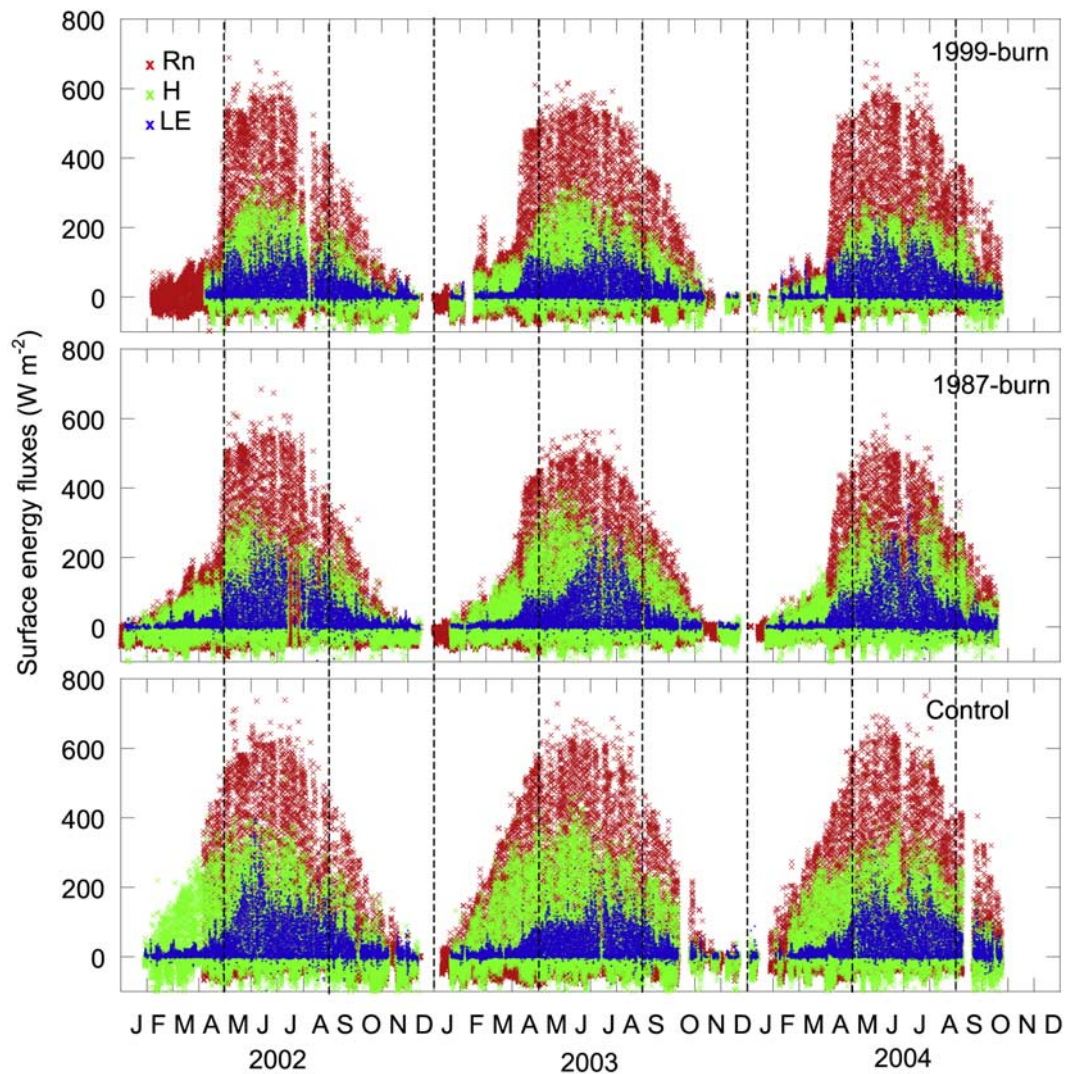 800
600
400
200
0
x Rn
x H
x LE
1999-burn
800
600
400
200
0
1987-burn
Surface energy fluxes (W m⁻²)
800
600
400
200
0
Control
J F M A M J J A S O N D J F M A M J J A S O N D J F M A M J J A S O N D
2002 2003 2004